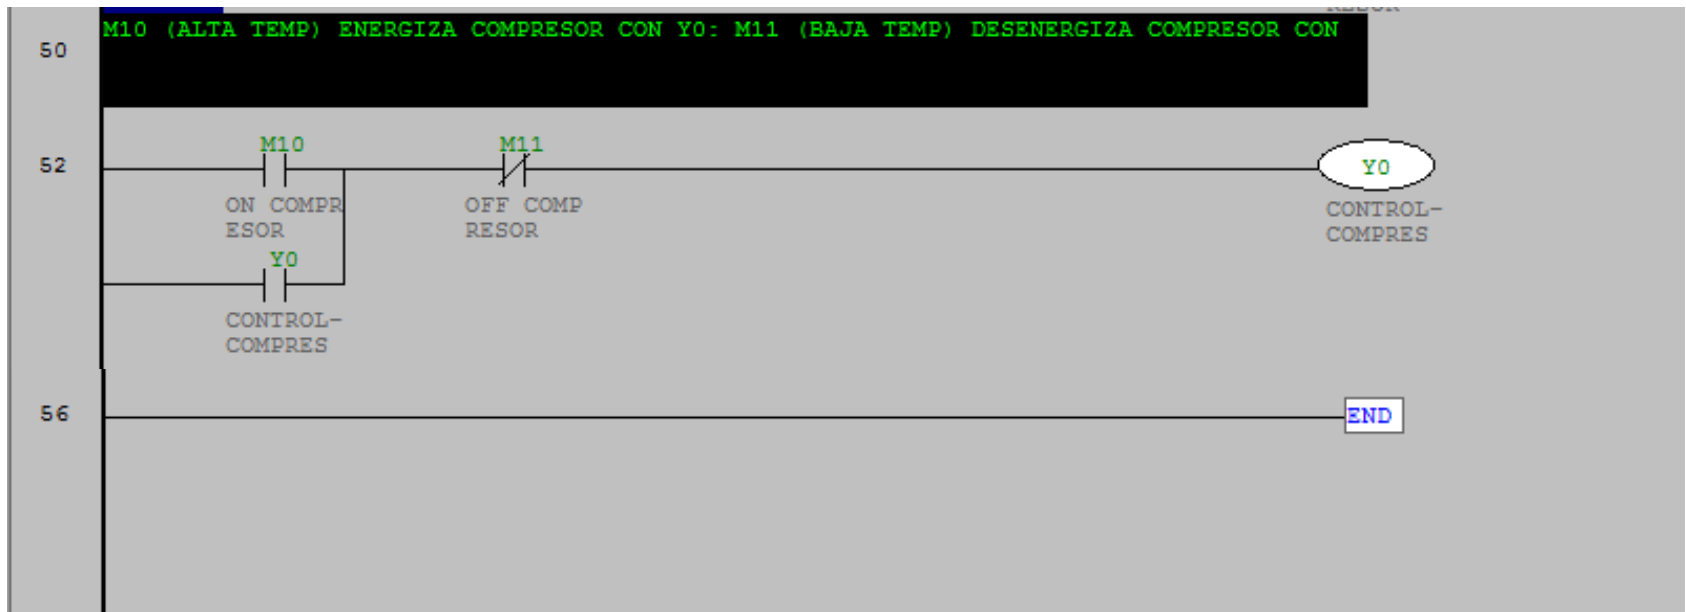 50
M10 (ALTA TEMP) ENERGIZA COMPRESOR CON Y0: M11 (BAJA TEMP) DESENERGIZA COMPRESOR CON
52
M10
M11
Y0
ON COMPR
ESOR
OFF COMP
RESOR
CONTROL-
COMPRES
Y0
CONTROL-
COMPRES
56
END